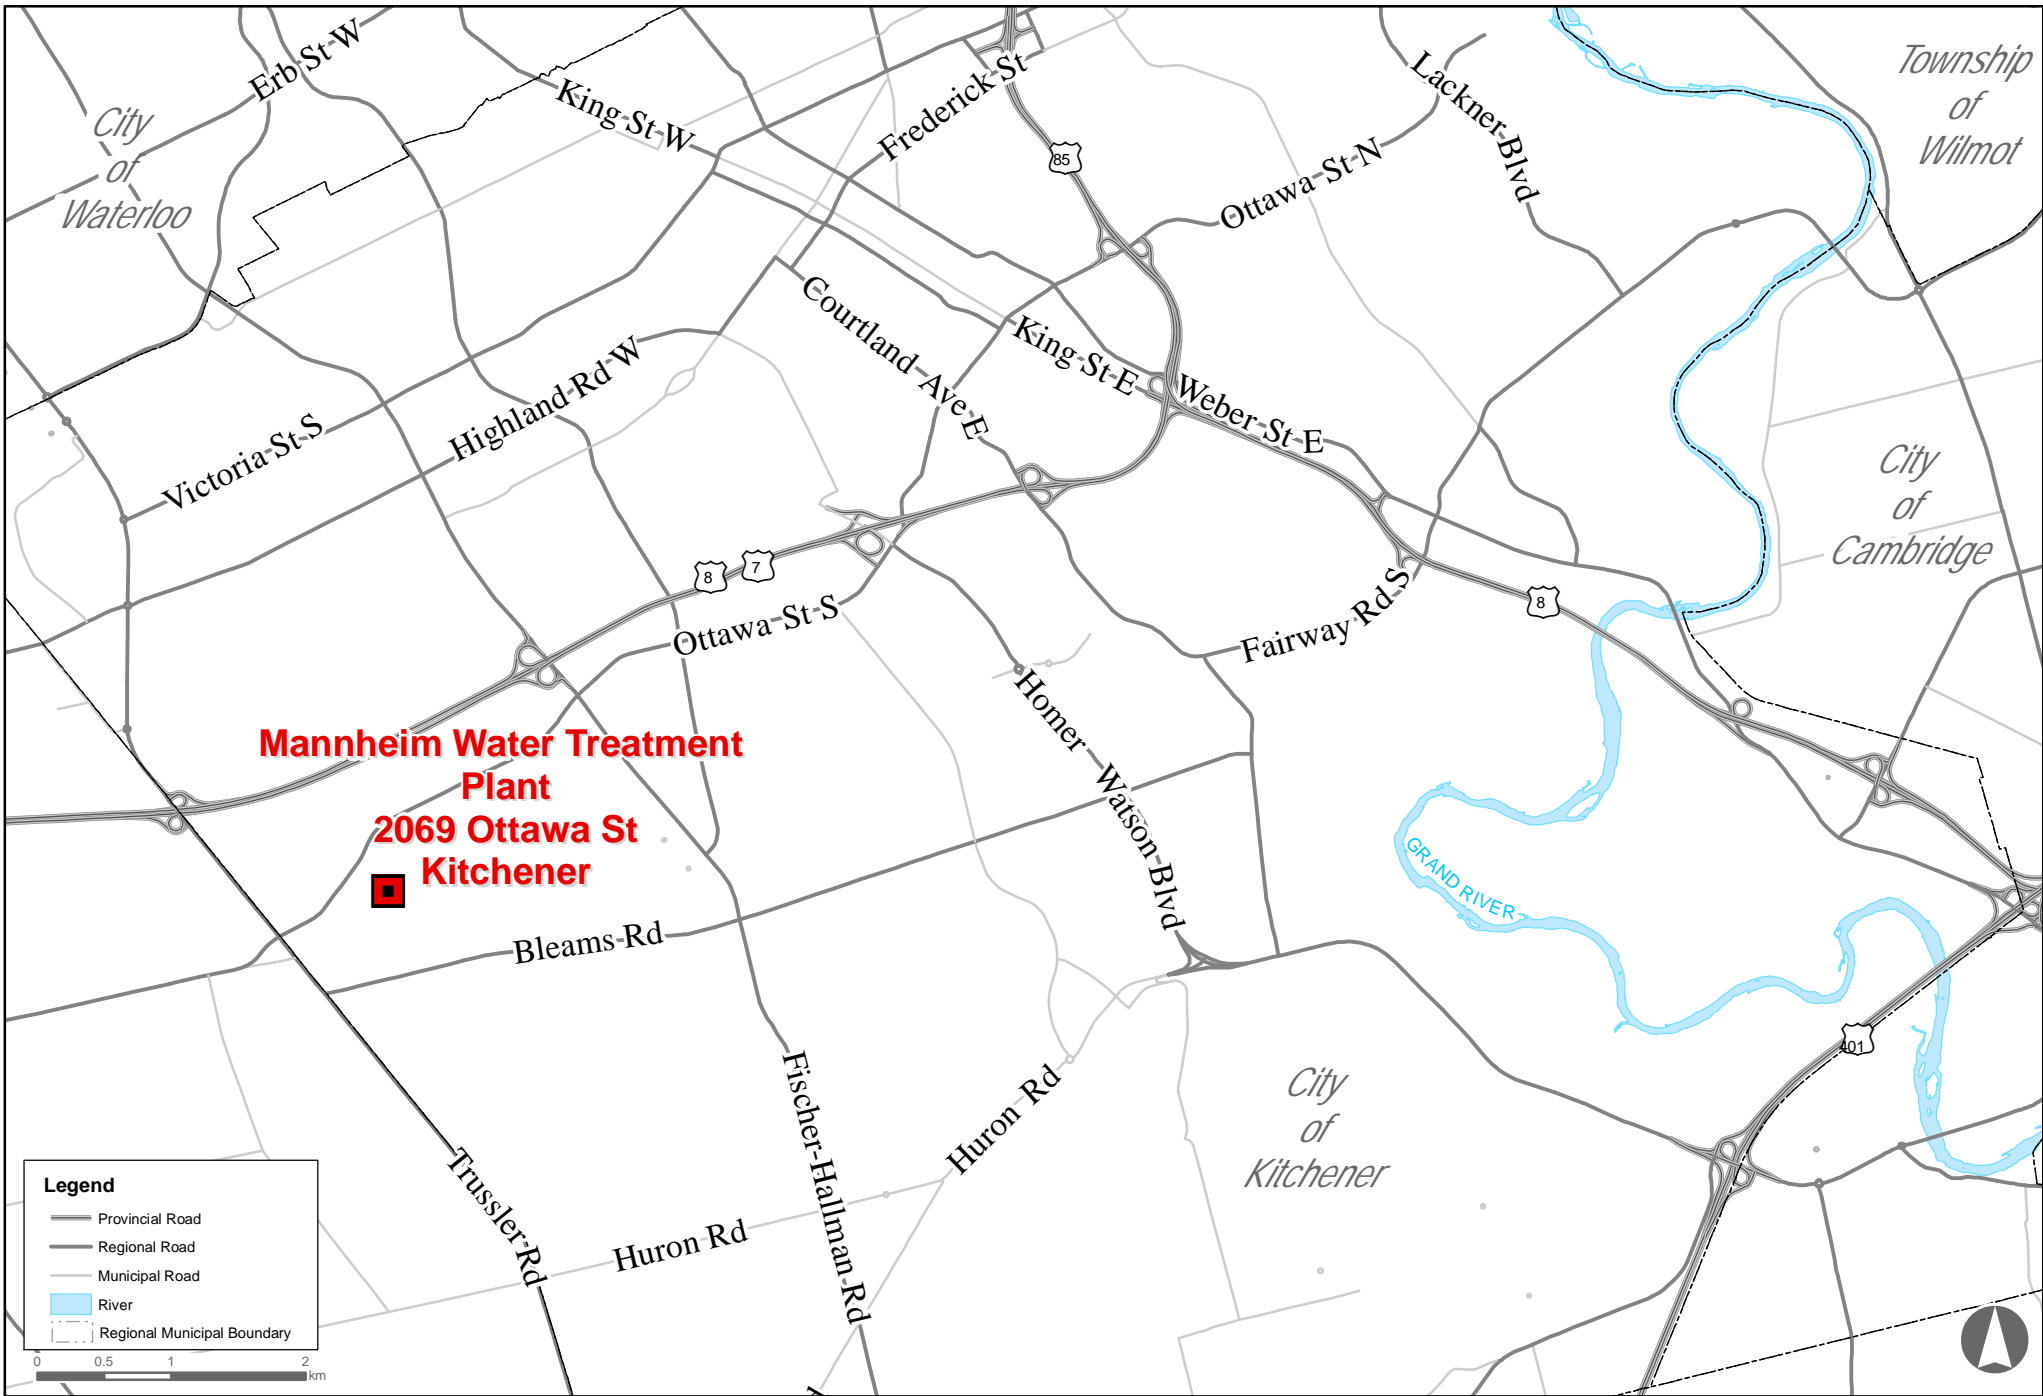 Erb St W
King St W
Frederick St
Lackner Blvd
Township
of
Wilmot
City
of
Waterloo
85
Ottawa St N
Courtland Ave E
King St E
Weber St E
Highland Rd W
Victoria St S
City
of
Cambridge
8
7
8
Ottawa St S
Fairway Rd S
Homer Watson Blvd
Mannheim Water Treatment
Plant
2069 Ottawa St
Kitchener
GRAND RIVER
Bleams Rd
401
Fischer-Hallman Rd
Huron Rd
City
of
Kitchener
Trussler Rd
Huron Rd
Legend
Provincial Road
Regional Road
Municipal Road
River
Regional Municipal Boundary
0 0.5 1 2
km